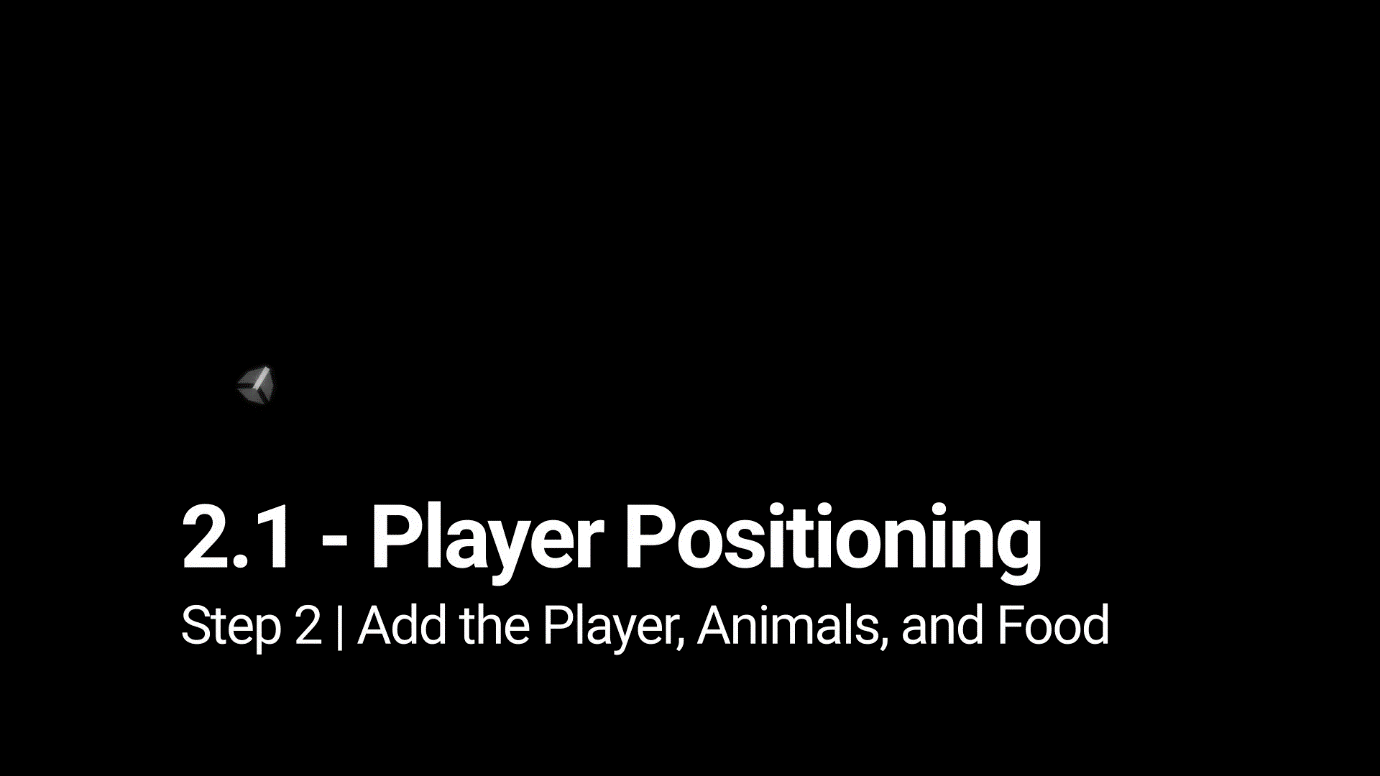 2.1 - Player Positioning
Step 2 | Add the Player, Animals, and Food